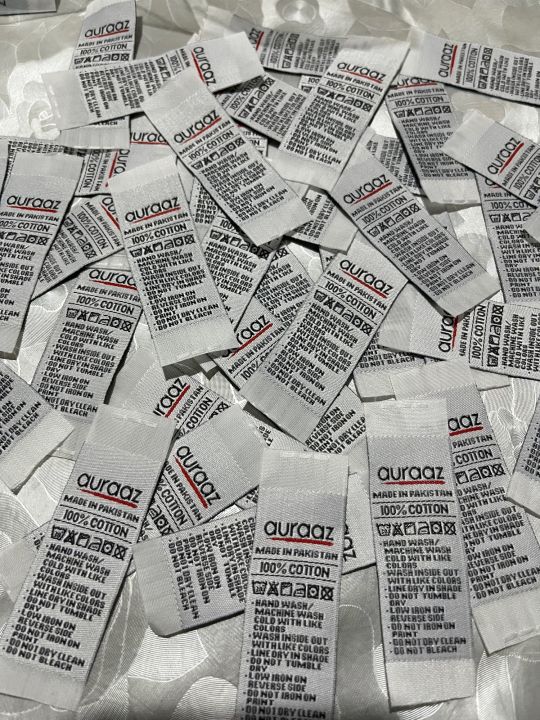 auraaz
MADE IN PAKISTAN
100% COTTON
- HAND WASH/
MACHINE WASH
COLD WITH LIKE
COLORS
- WASH INSIDE OUT
WITH LIKE COLORS
- LINE DRY IN SHADE
- DO NOT TUMBLE
DRY
- LOW IRON ON
REVERSE SIDE
- DO NOT IRON ON
PRINT
- DO NOT DRY CLEAN
- DO NOT BLEACH